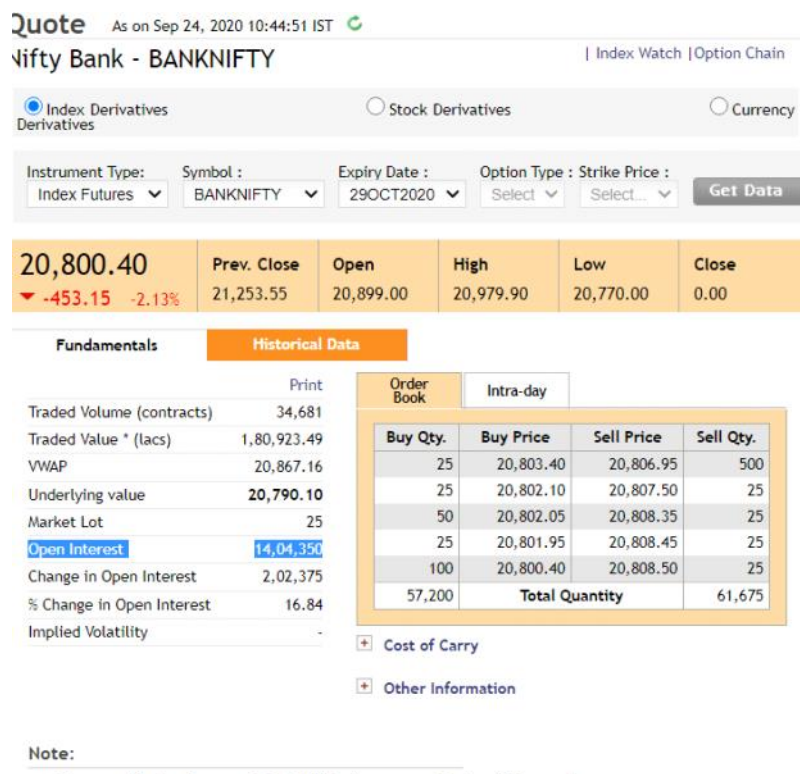 Quote As on Sep 24, 2020 10:44:51 IST
Nifty Bank - BANKNIFTY | Index Watch |Option Chain
Index Derivatives Stock Derivatives Currency
Derivatives
Instrument Type: Symbol : Expiry Date : Option Type : Strike Price :
Index Futures BANKNIFTY 29OCT2020 Select Select... Get Data
20,800.40 Prev. Close Open High Low Close
-453.15 -2.13% 21,253.55 20,899.00 20,979.90 20,770.00 0.00
Fundamentals Historical Data
Print
Traded Volume (contracts) 34,681
Traded Value * (lacs) 1,80,923.49
VWAP 20,867.16
Underlying value 20,790.10
Market Lot 25
Open Interest 14,04,350
Change in Open Interest 2,02,375
% Change in Open Interest 16.84
Implied Volatility -
Order Book Intra-day
Buy Qty. Buy Price Sell Price Sell Qty.
25 20,803.40 20,806.95 500
25 20,802.10 20,807.50 25
50 20,802.05 20,808.35 25
25 20,801.95 20,808.45 25
100 20,800.40 20,808.50 25
57,200 Total Quantity 61,675
+ Cost of Carry
+ Other Information
Note: